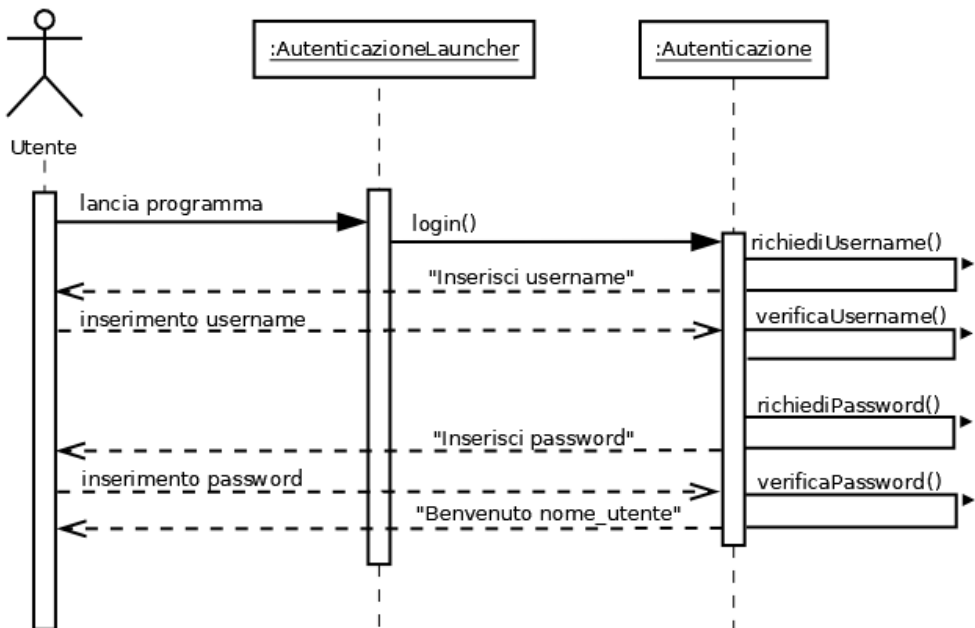 :AutenticazioneLauncher
:Autenticazione
Utente
lancia programma
login()
richiediUsername()
"Inserisci username"
inserimento username
verificaUsername()
richiediPassword()
"Inserisci password"
inserimento password
verificaPassword()
"Benvenuto nome_utente"